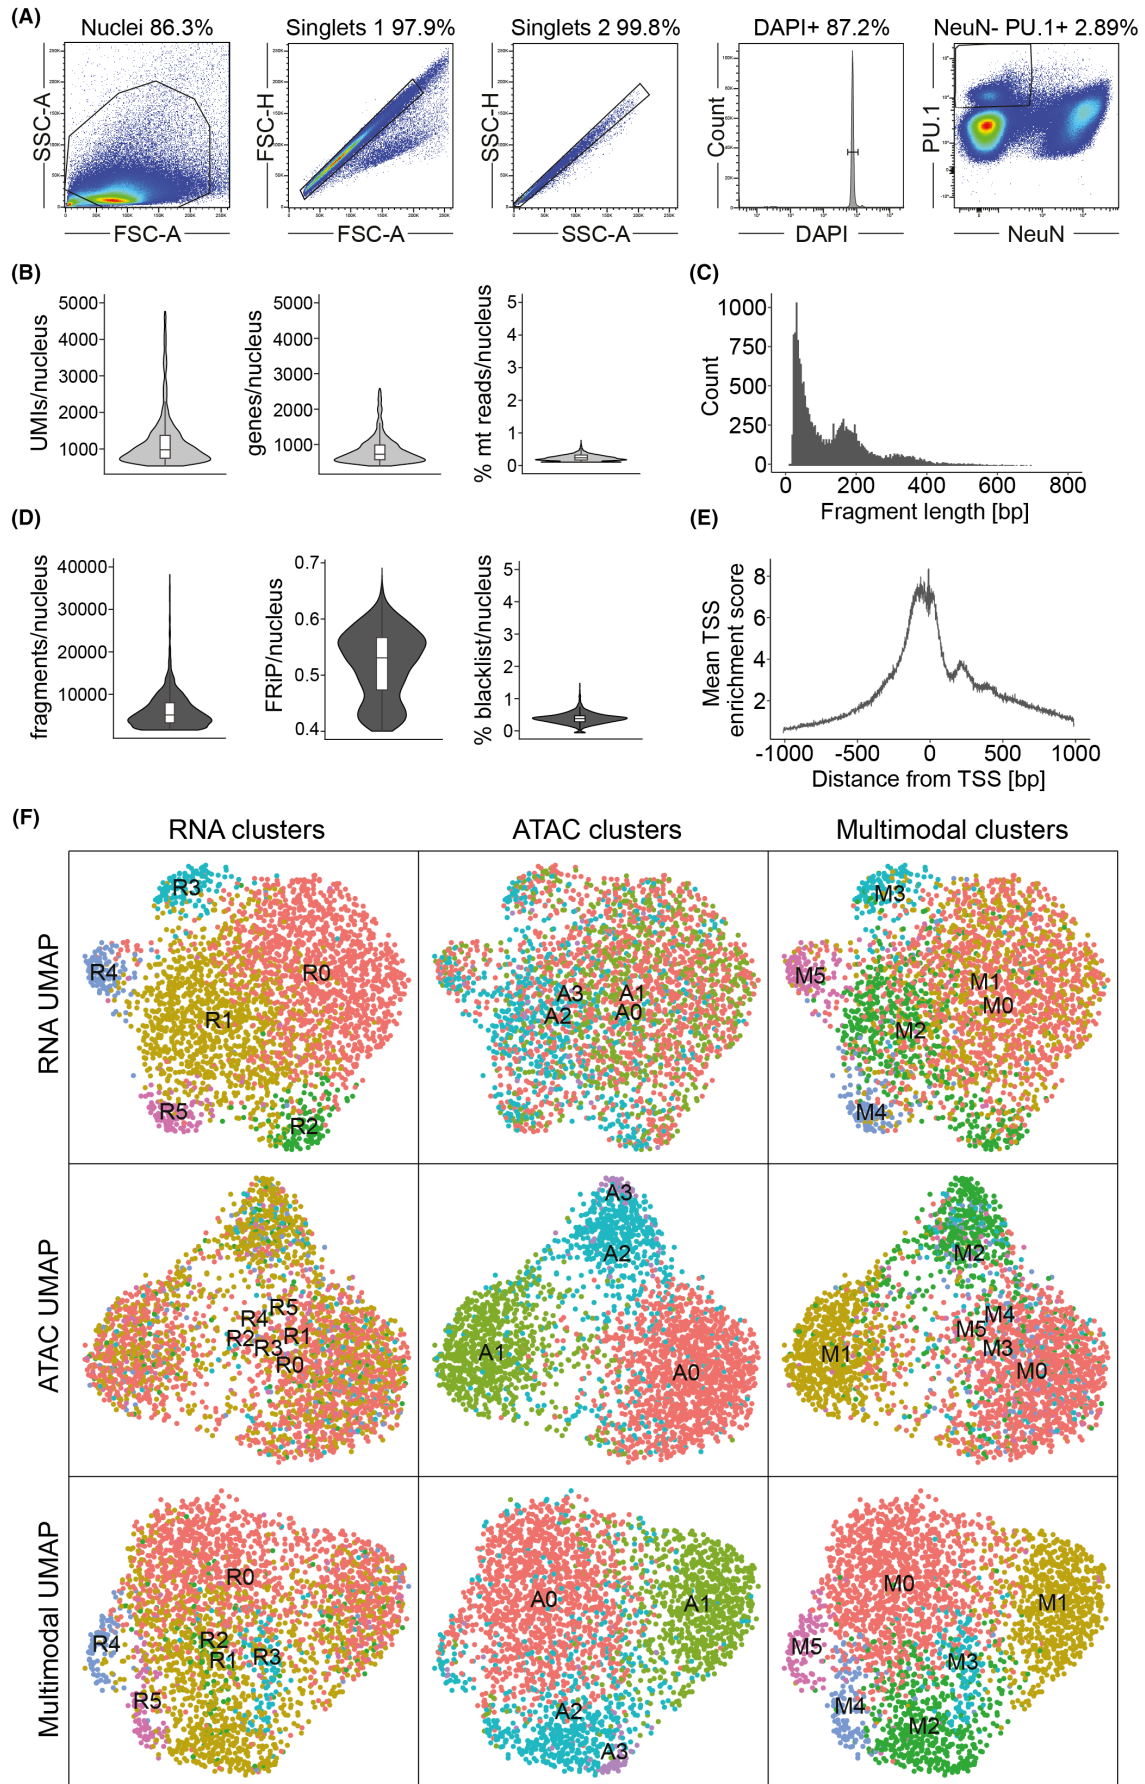 (A)
Nuclei 86.3%
Singlets 1 97.9%
Singlets 2 99.8%
DAPI+ 87.2%
NeuN- PU.1+ 2.89%
SSC-A
FSC-H
SSC-H
Count
PU.1
FSC-A
FSC-A
SSC-A
DAPI
NeuN
(B)
UMIs/nucleus
5000
4000
3000
2000
1000
genes/nucleus
5000
4000
3000
2000
1000
% mt reads/nucleus
5
4
3
2
1
0
(C)
Count
1000
750
500
250
0
0 200 400 600 800
Fragment length [bp]
(D)
fragments/nucleus
40000
30000
20000
10000
FRiP/nucleus
0.7
0.6
0.5
0.4
% blacklist/nucleus
5
4
3
2
1
0
(E)
Mean TSS
enrichment score
8
6
4
2
-1000 -500 0 500 1000
Distance from TSS [bp]
(F)
RNA clusters
ATAC clusters
Multimodal clusters
RNA UMAP
R3
R4
R0
R1
R5
R2
A3
A1
A2
A0
M3
M5
M1
M0
M2
M4
ATAC UMAP
R5
R4
R2
R1
R3
R0
A3
A2
A1
A0
M2
M4
M5
M3
M1
M0
Multimodal UMAP
R0
R4
R2
R1
R3
R5
A0
A1
A2
A3
M0
M1
M5
M3
M4
M2